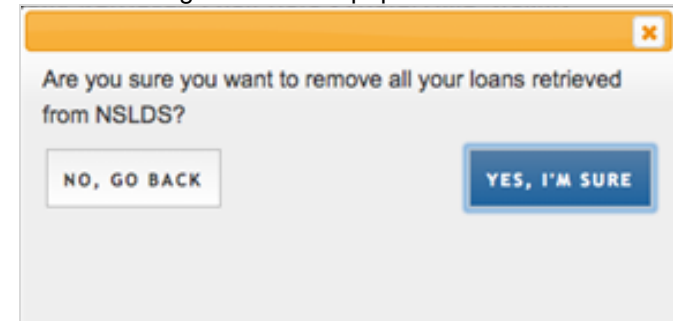 Are you sure you want to remove all your loans retrieved
from NSLDS?
NO, GO BACK
YES, I'M SURE